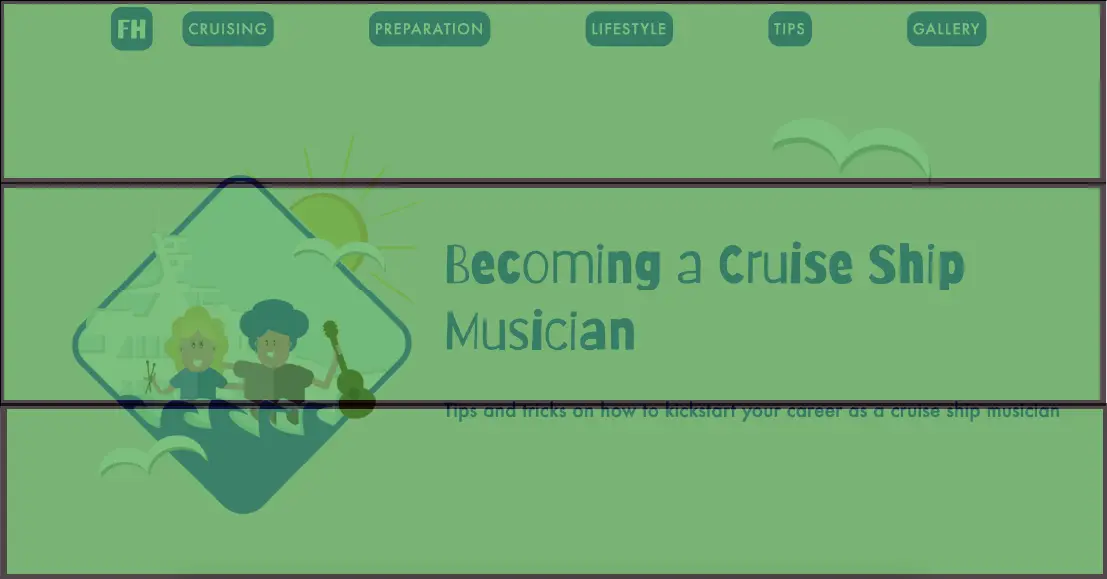 FH CRUISING PREPARATION LIFESTYLE TIPS GALLERY
Becoming a Cruise Ship
Musician
Tips and tricks on how to kickstart your career as a cruise ship musician